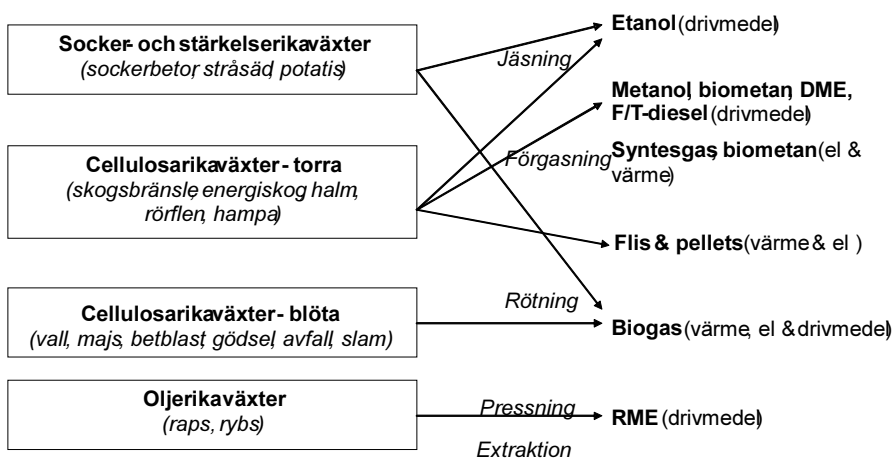 Socker- och stärkelserikaväxter
(sockerbetor, stråsäd, potatis)
Cellulosarikaväxter - torra
(skogsbränsle, energiskog, halm,
rörflen, hampa)
Cellulosarikaväxter - blöta
(vall, majs, betblast, gödsel, avfall, slam)
Oljerikaväxter
(raps, rybs)
Jäsning
Förgasning
Rötning
Pressning
Extraktion
Etanol (drivmedel)
Metanol, biometan, DME,
F/T-diesel (drivmedel)
Syntesgas, biometan (el &
värme)
Flis & pellets (värme & el )
Biogas (värme, el & drivmedel)
RME (drivmedel)